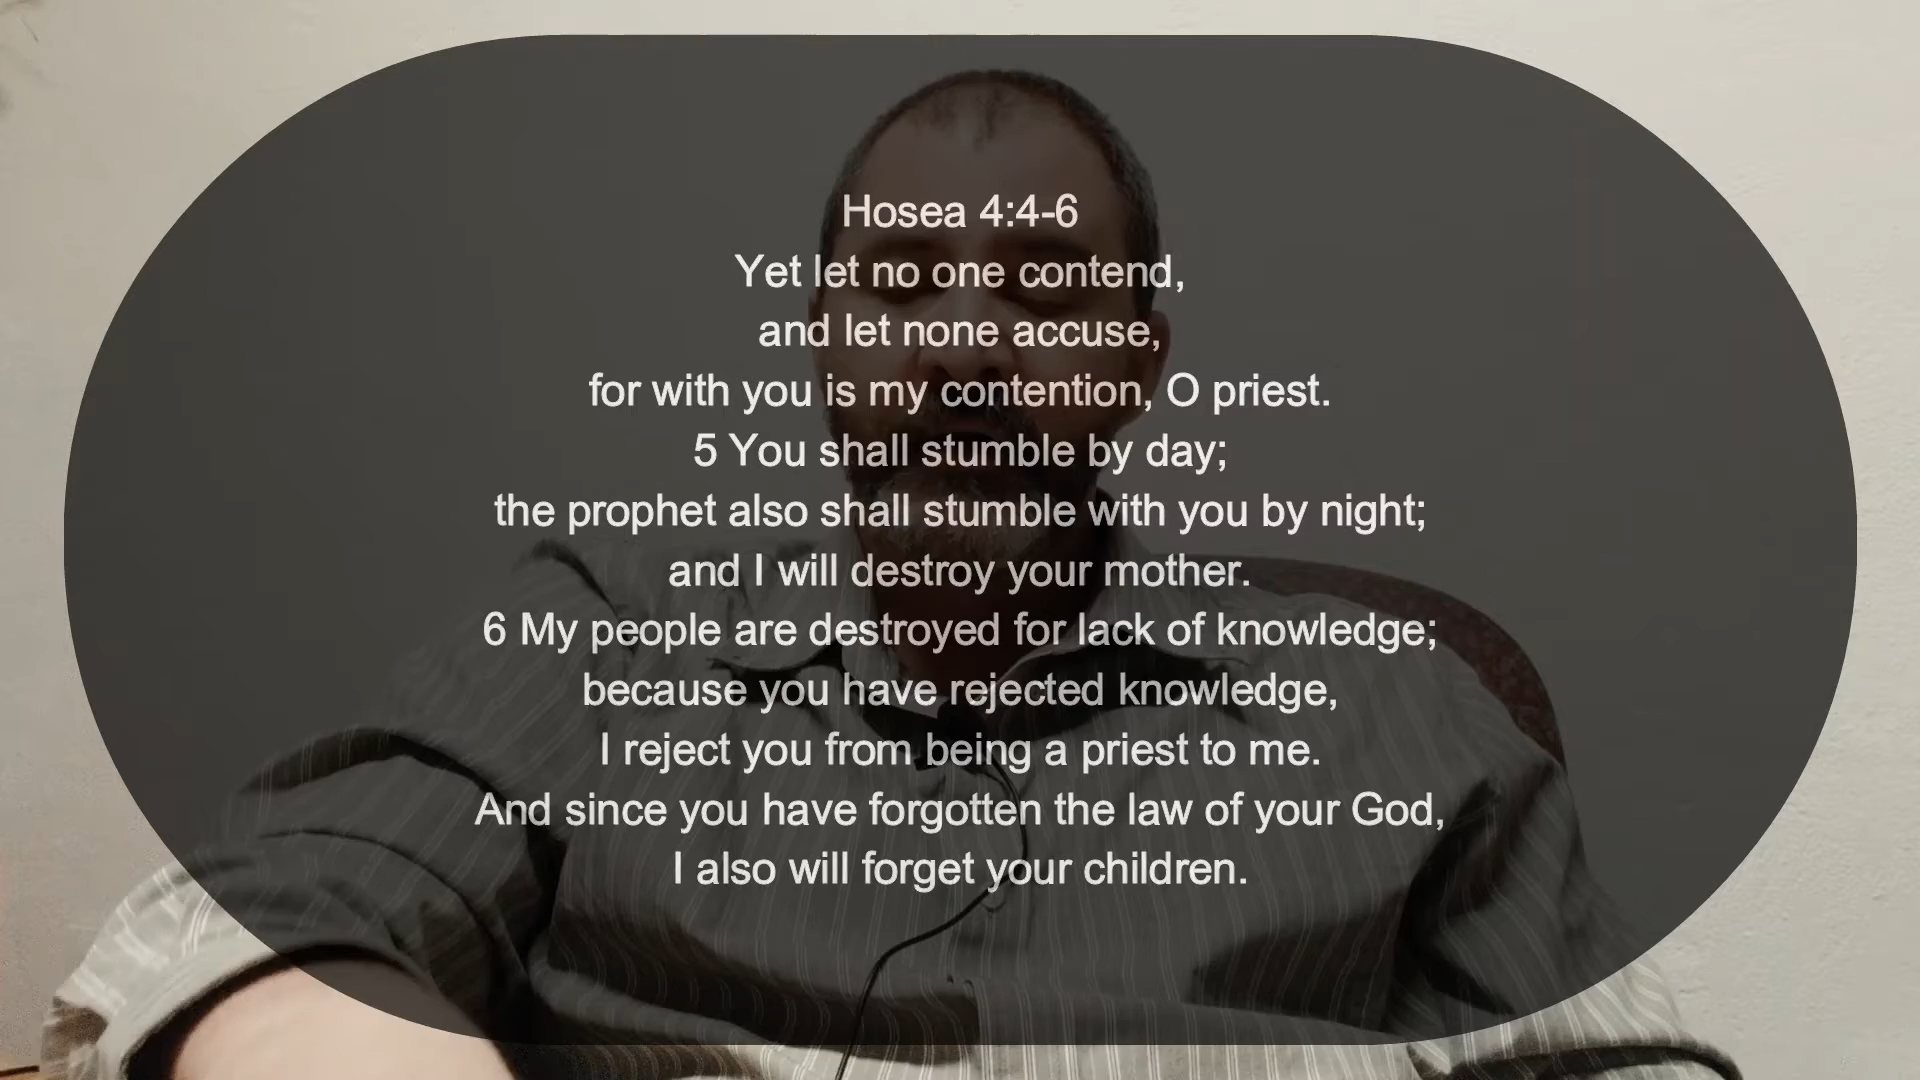 Hosea 4:4-6
Yet let no one contend,
and let none accuse,
for with you is my contention, O priest.
5 You shall stumble by day;
the prophet also shall stumble with you by night;
and I will destroy your mother.
6 My people are destroyed for lack of knowledge;
because you have rejected knowledge,
I reject you from being a priest to me.
And since you have forgotten the law of your God,
I also will forget your children.